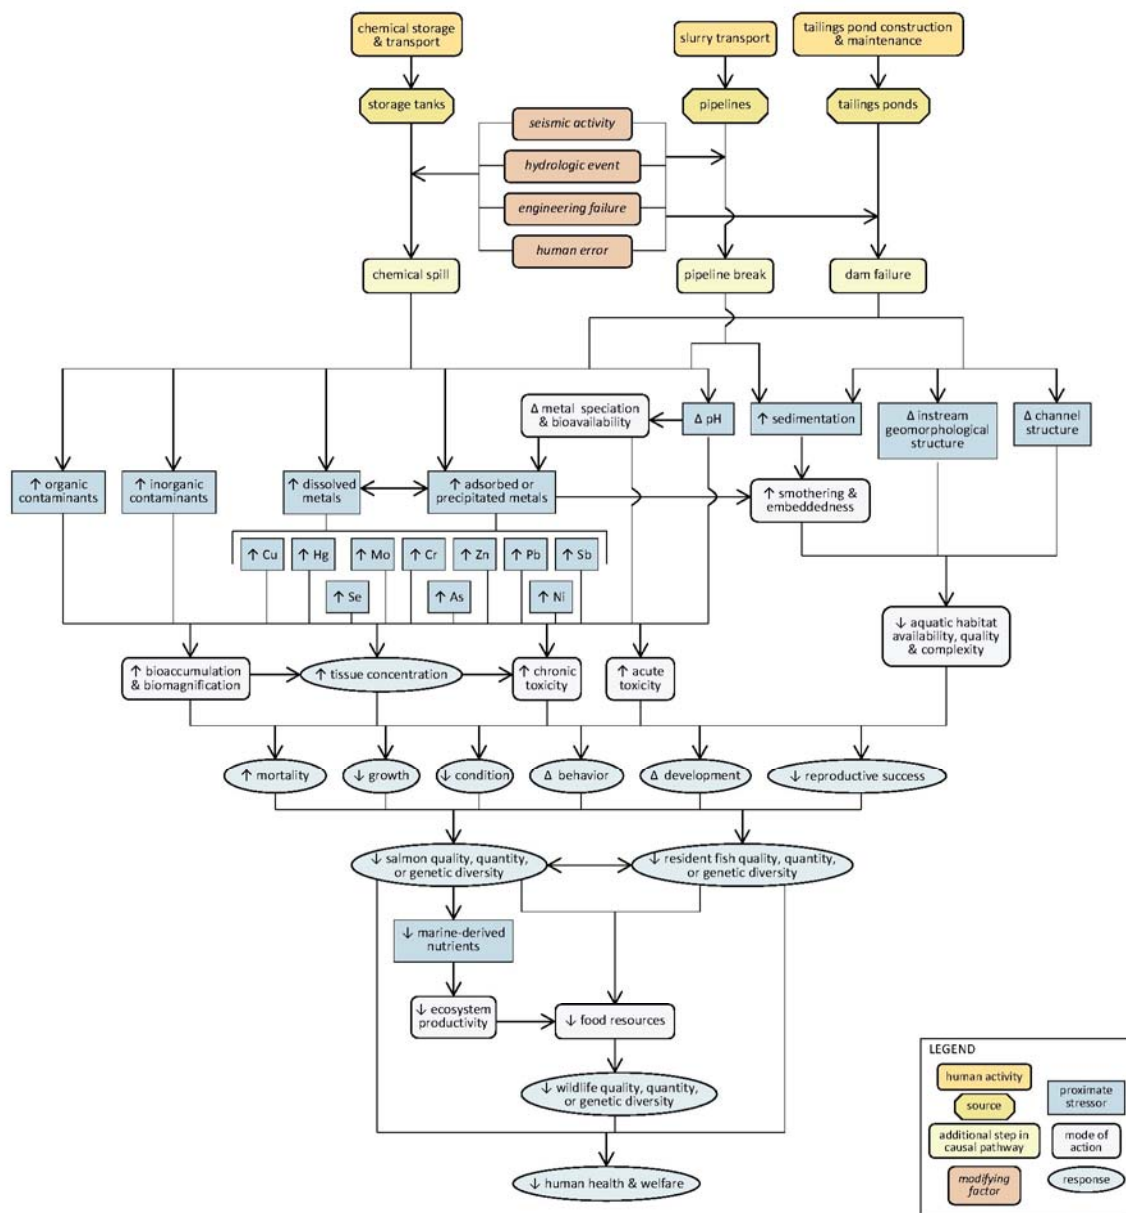 chemical storage
& transport
slurry transport
tailings pond construction
& maintenance
storage tanks
pipelines
tailings ponds
seismic activity
hydrologic event
engineering failure
human error
chemical spill
pipeline break
dam failure
Δ metal speciation
& bioavailability
Δ pH
↑ sedimentation
Δ instream
geomorphological
structure
Δ channel
structure
↑ organic
contaminants
↑ inorganic
contaminants
↑ dissolved
metals
↑ adsorbed or
precipitated metals
↑ smothering &
embeddedness
↑ Cu
↑ Hg
↑ Mo
↑ Cr
↑ Zn
↑ Pb
↑ Sb
↑ Se
↑ As
↑ Ni
↓ aquatic habitat
availability, quality
& complexity
↑ bioaccumulation
& biomagnification
↑ tissue concentration
↑ chronic
toxicity
↑ acute
toxicity
↑ mortality
↓ growth
↓ condition
Δ behavior
Δ development
↓ reproductive success
↓ salmon quality, quantity,
or genetic diversity
↓ resident fish quality, quantity,
or genetic diversity
↓ marine-derived
nutrients
↓ ecosystem
productivity
↓ food resources
↓ wildlife quality, quantity,
or genetic diversity
↓ human health & welfare
LEGEND
human activity
source
additional step in
causal pathway
modifying
factor
proximate
stressor
mode of
action
response